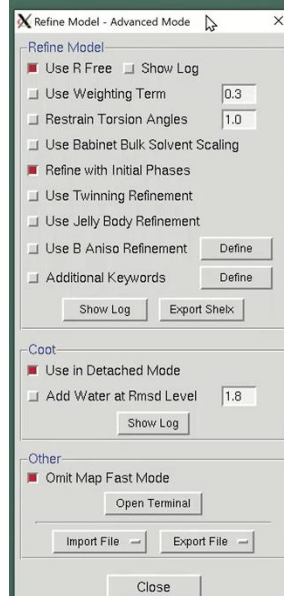 Refine Model - Advanced Mode
Refine Model
Use R Free Show Log
Use Weighting Term 0.3
Restrain Torsion Angles 1.0
Use Babinet Bulk Solvent Scaling
Refine with Initial Phases
Use Twinning Refinement
Use Jelly Body Refinement
Use B Aniso Refinement Define
Additional Keywords Define
Show Log Export Shelx
Coot
Use in Detached Mode
Add Water at Rmsd Level 1.8
Show Log
Other
Omit Map Fast Mode
Open Terminal
Import File Export File
Close